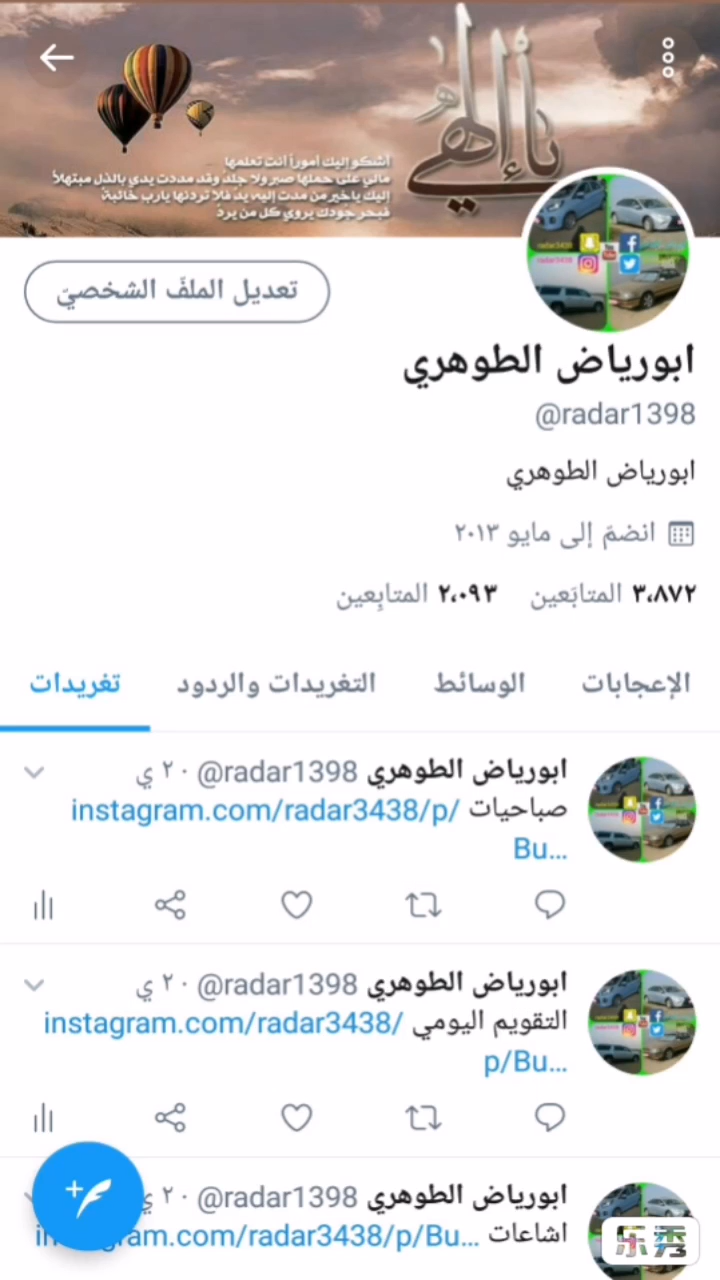 ياإلهي
أشكو إليك أموراً أنت تعلمها
مالي على حملها صبر ولا جلد وقد مددت يدي بالذل مبتهلاً
إليك ياخير من مدت إليه يد فلا تردنها يارب خائبة
فبحر جودك يروي كل من يرد
تعديل الملفّ الشخصيّ
ابورياض الطوهري
@radar1398
ابورياض الطوهري
انضمّ إلى مايو ٢٠١٣
٣،٨٧٢ المتابَعين ٢،٠٩٣ المتابِعين
الإعجابات الوسائط التغريدات والردود تغريدات
ابورياض الطوهري @radar1398 · ٢٠ ي
صباحيات instagram.com/radar3438/p/
Bu…
ابورياض الطوهري @radar1398 · ٢٠ ي
التقويم اليومي instagram.com/radar3438/
p/Bu…
ابورياض الطوهري @radar1398 · ٢٠ ي
اشاعات instagram.com/radar3438/p/Bu…
乐秀